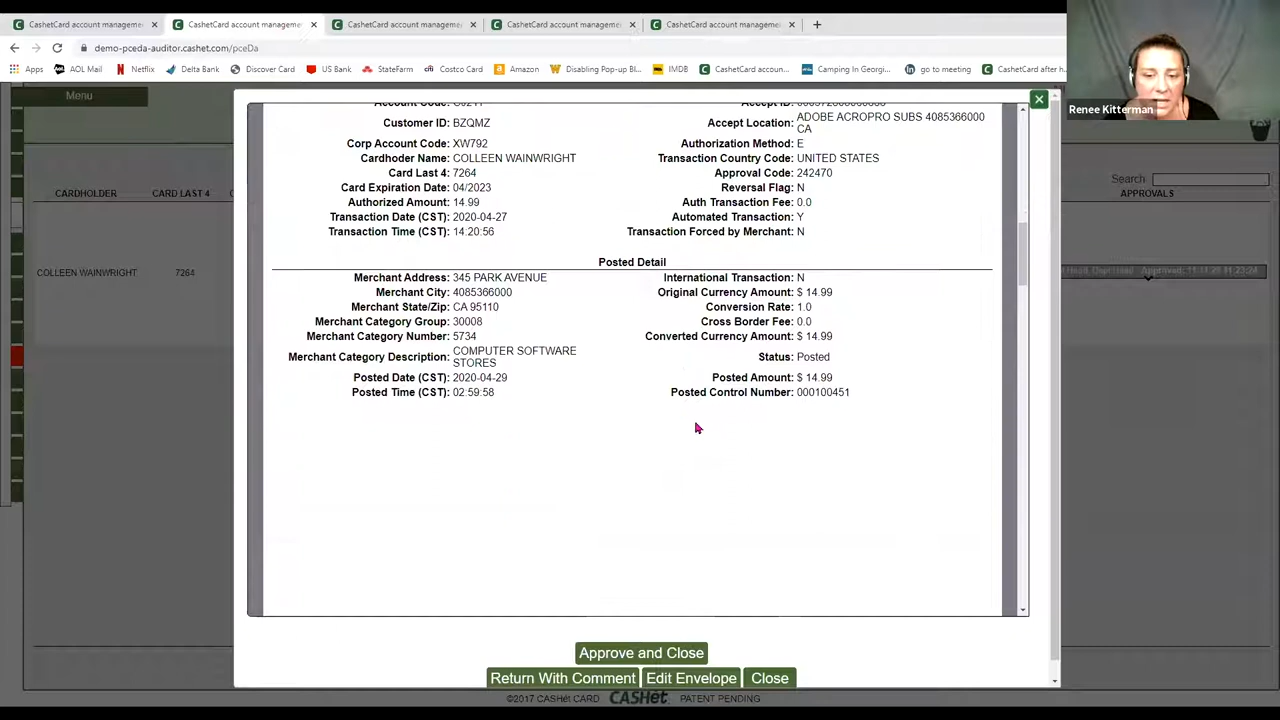 CashetCard account manageme
CashetCard account manageme
CashetCard account manageme
CashetCard account manageme
CashetCard account manageme
demo-pceda-auditor.cashet.com/pceDa
Apps AOL Mail Netflix Delta Bank Discover Card US Bank StateFarm Costco Card Amazon Disabling Pop-up Bl... IMDB CashetCard accoun... Camping In Georgi... go to meeting CashetCard after h
Renee Kitterman
Menu
Search
CARDHOLDER CARD LAST 4 APPROVALS
COLLEEN WAINWRIGHT 7264
Customer ID: BZQMZ
Corp Account Code: XW792
Cardhoder Name: COLLEEN WAINWRIGHT
Card Last 4: 7264
Card Expiration Date: 04/2023
Authorized Amount: 14.99
Transaction Date (CST): 2020-04-27
Transaction Time (CST): 14:20:56
Accept Location: ADOBE ACROPRO SUBS 4085366000
CA
Authorization Method: E
Transaction Country Code: UNITED STATES
Approval Code: 242470
Reversal Flag: N
Auth Transaction Fee: 0.0
Automated Transaction: Y
Transaction Forced by Merchant: N
Posted Detail
Merchant Address: 345 PARK AVENUE
Merchant City: 4085366000
Merchant State/Zip: CA 95110
Merchant Category Group: 30008
Merchant Category Number: 5734
Merchant Category Description: COMPUTER SOFTWARE
STORES
Posted Date (CST): 2020-04-29
Posted Time (CST): 02:59:58
International Transaction: N
Original Currency Amount: $ 14.99
Conversion Rate: 1.0
Cross Border Fee: 0.0
Converted Currency Amount: $ 14.99
Status: Posted
Posted Amount: $ 14.99
Posted Control Number: 000100451
Approve and Close
Return With Comment Edit Envelope Close
©2017 CASHét CARD CASHét PATENT PENDING